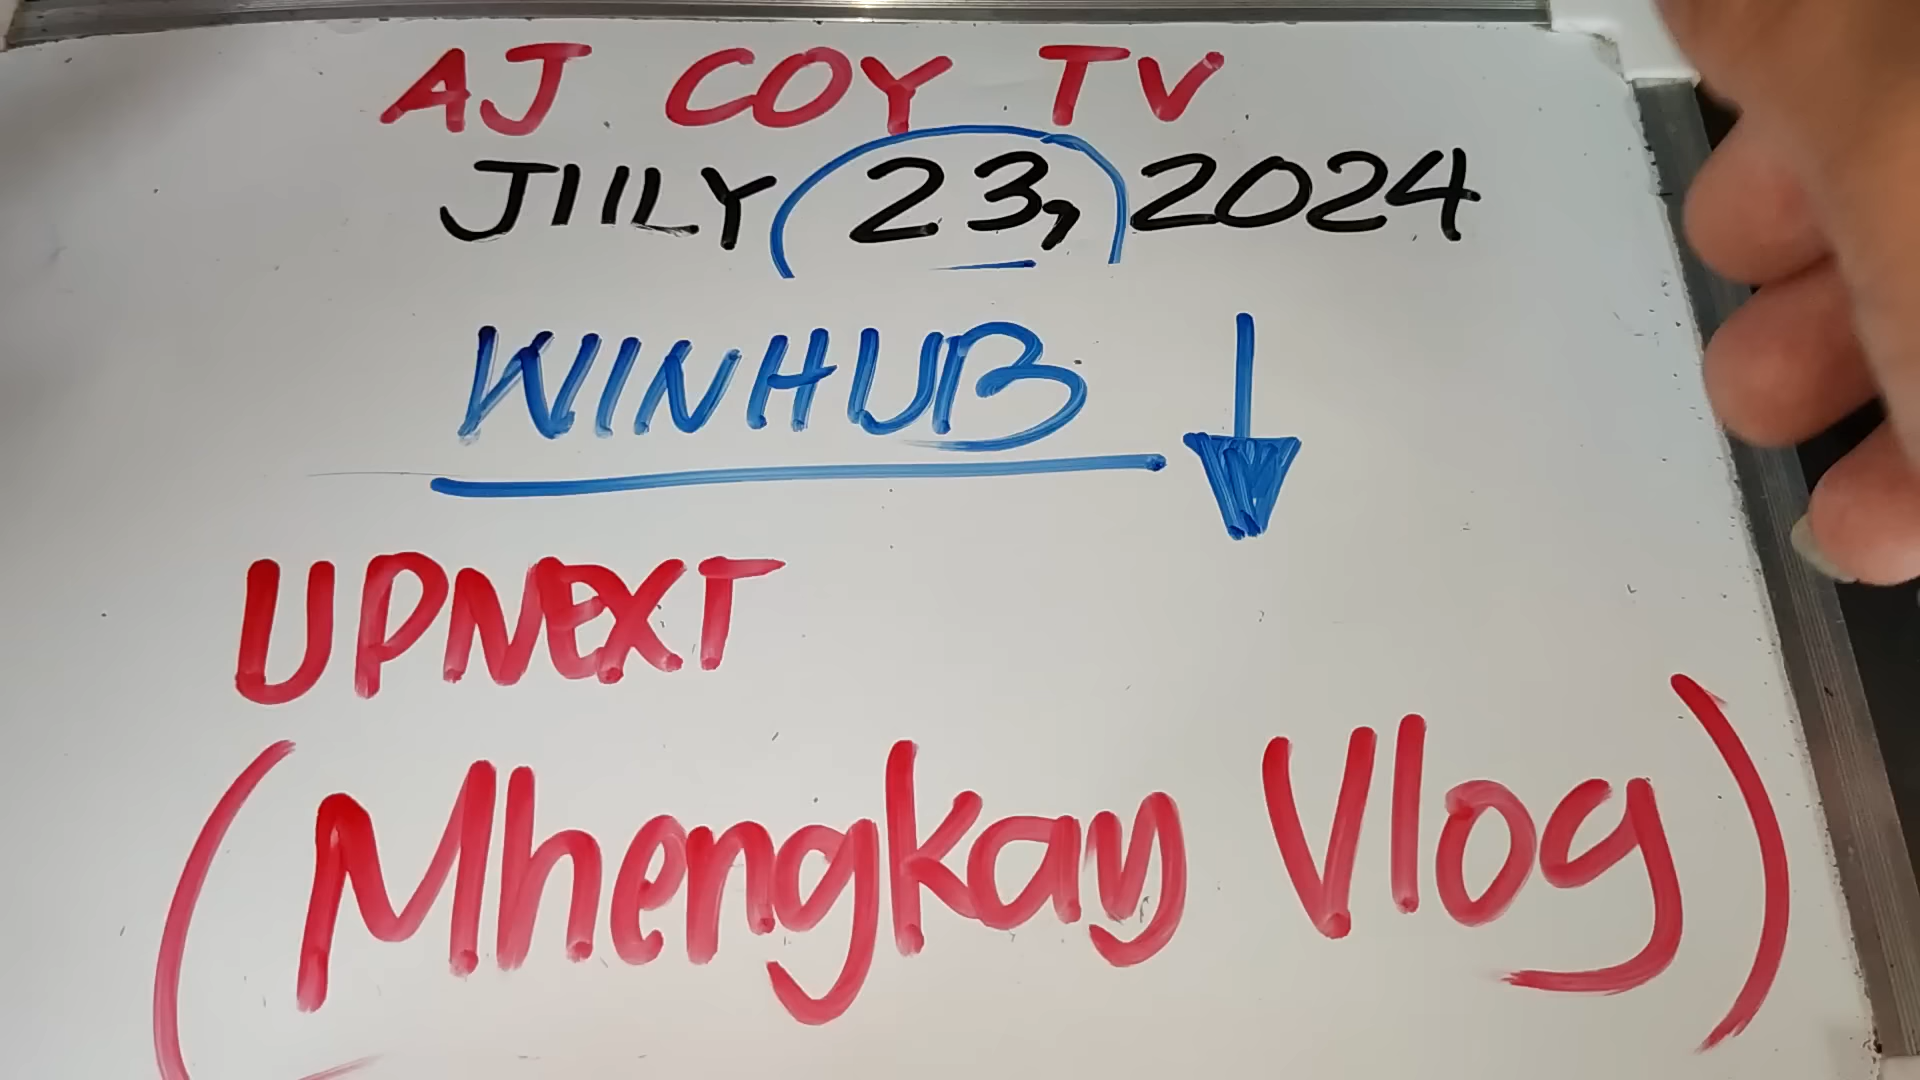 AJ COY TV
JULY 23, 2024
WINHUB
UPNEXT
(Mhengkay Vlog)